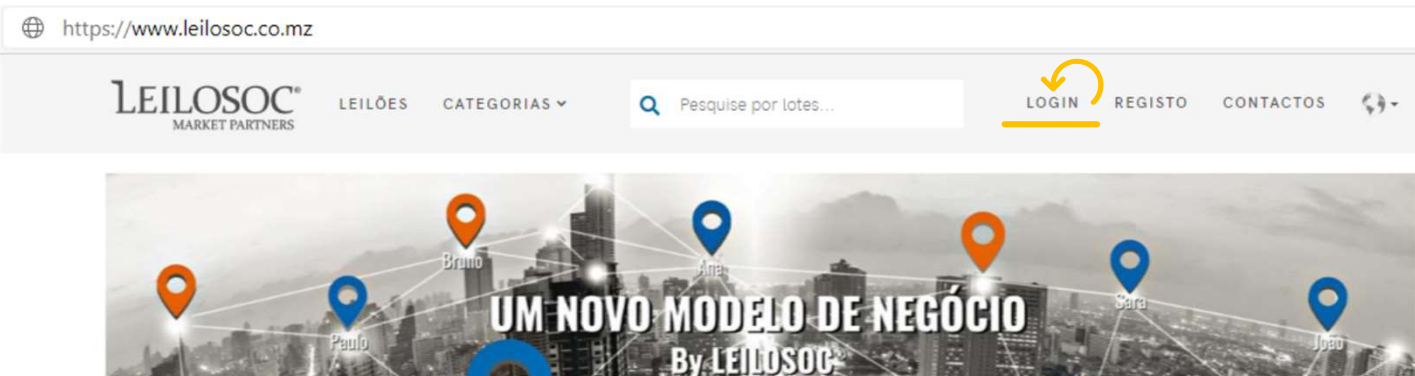 https://www.leilosoc.co.mz
LEILOSOC®
MARKET PARTNERS
LEILÕES
CATEGORIAS
Pesquise por lotes...
LOGIN
REGISTO
CONTACTOS
Bruno
Ana
Sara
Paulo
João
UM NOVO MODELO DE NEGÓCIO
By LEILOSOC®